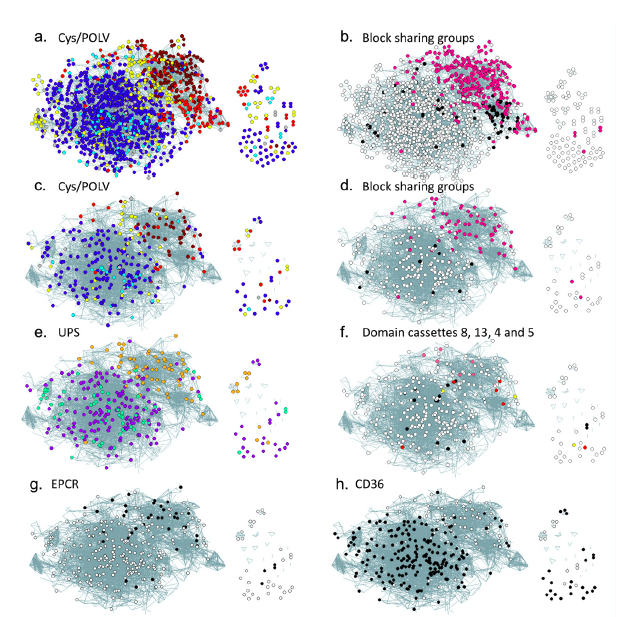 a. Cys/POLV
b. Block sharing groups
c. Cys/POLV
d. Block sharing groups
e. UPS
f. Domain cassettes 8, 13, 4 and 5
g. EPCR
h. CD36